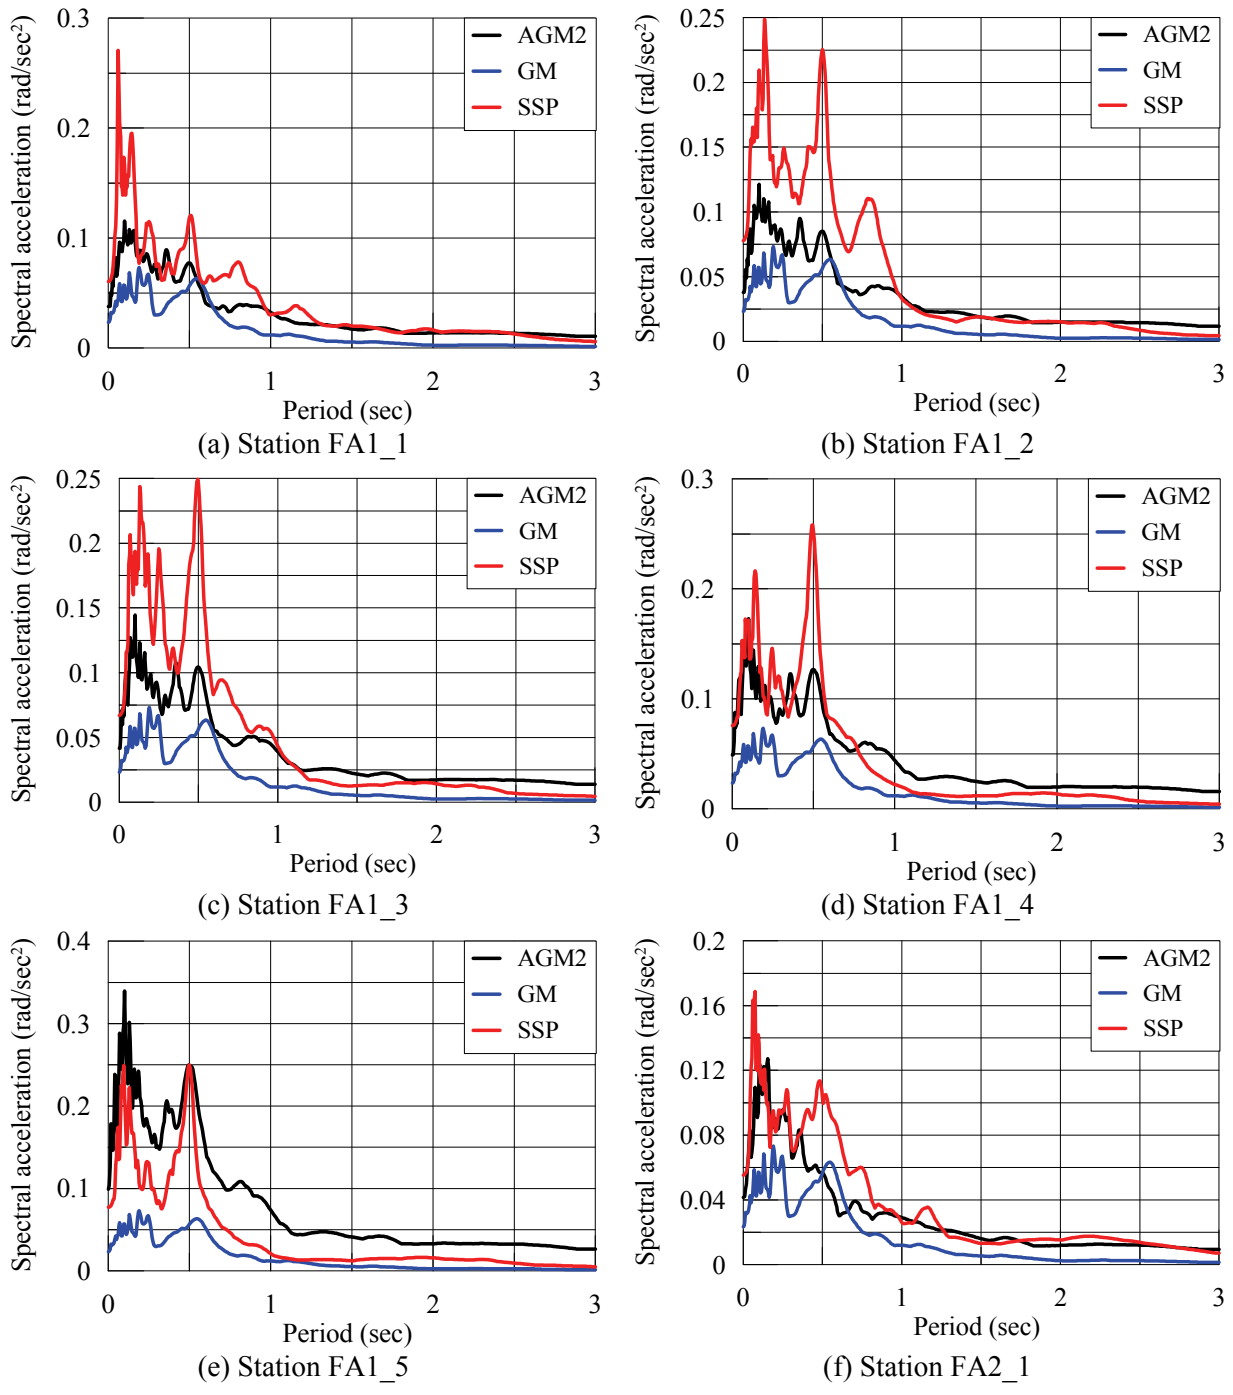 0.3
0.2
0.1
0
Spectral acceleration (rad/sec²)
AGM2
GM
SSP
0 1 2 3
Period (sec)
(a) Station FA1_1
0.25
0.2
0.15
0.1
0.05
0
Spectral acceleration (rad/sec²)
AGM2
GM
SSP
0 1 2 3
Period (sec)
(b) Station FA1_2
0.25
0.2
0.15
0.1
0.05
0
Spectral acceleration (rad/sec²)
AGM2
GM
SSP
0 1 2 3
Period (sec)
(c) Station FA1_3
0.3
0.2
0.1
0
Spectral acceleration (rad/sec²)
AGM2
GM
SSP
0 1 2 3
Period (sec)
(d) Station FA1_4
0.4
0.3
0.2
0.1
0
Spectral acceleration (rad/sec²)
AGM2
GM
SSP
0 1 2 3
Period (sec)
(e) Station FA1_5
0.2
0.16
0.12
0.08
0.04
0
Spectral acceleration (rad/sec²)
AGM2
GM
SSP
0 1 2 3
Period (sec)
(f) Station FA2_1